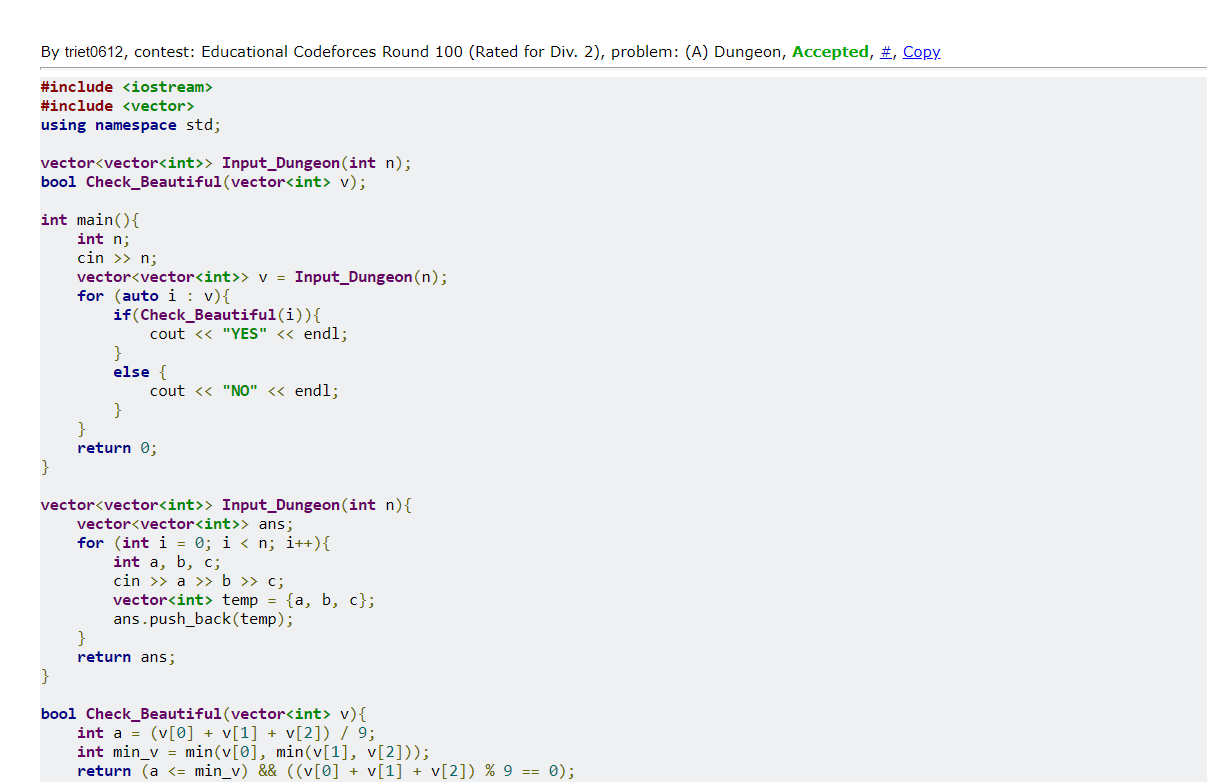 By triet0612, contest: Educational Codeforces Round 100 (Rated for Div. 2), problem: (A) Dungeon, Accepted, #, Copy
#include <iostream>
#include <vector>
using namespace std;

vector<vector<int>> Input_Dungeon(int n);
bool Check_Beautiful(vector<int> v);

int main(){
    int n;
    cin >> n;
    vector<vector<int>> v = Input_Dungeon(n);
    for (auto i : v){
        if(Check_Beautiful(i)){
            cout << "YES" << endl;
        }
        else {
            cout << "NO" << endl;
        }
    }
    return 0;
}

vector<vector<int>> Input_Dungeon(int n){
    vector<vector<int>> ans;
    for (int i = 0; i < n; i++){
        int a, b, c;
        cin >> a >> b >> c;
        vector<int> temp = {a, b, c};
        ans.push_back(temp);
    }
    return ans;
}

bool Check_Beautiful(vector<int> v){
    int a = (v[0] + v[1] + v[2]) / 9;
    int min_v = min(v[0], min(v[1], v[2]));
    return (a <= min_v) && ((v[0] + v[1] + v[2]) % 9 == 0);